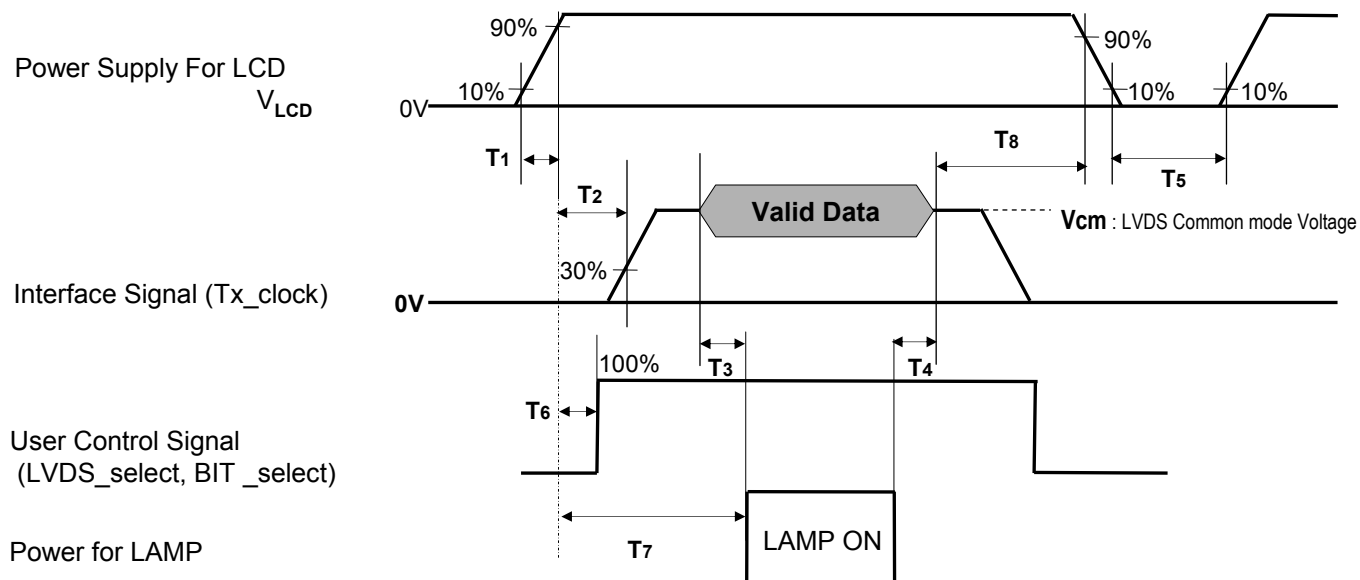 90%
90%
Power Supply For LCD
VLCD
10%
10%
10%
0V
T1
T8
T2
T5
Valid Data
Vcm : LVDS Common mode Voltage
30%
Interface Signal (Tx_clock)
0V
T3
T4
100%
T6
User Control Signal
(LVDS_select, BIT _select)
T7
LAMP ON
Power for LAMP